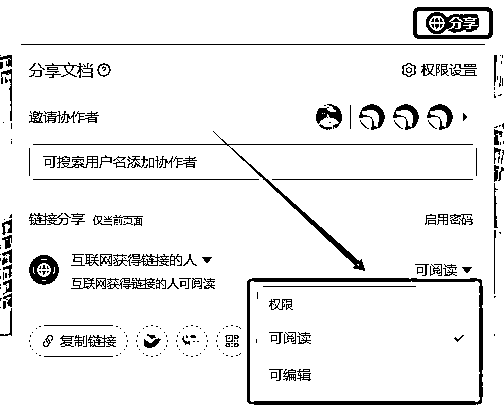 分享
分享文档
权限设置
邀请协作者
可搜索用户名添加协作者
链接分享 仅当前页面
启用密码
互联网获得链接的人
可阅读
互联网获得链接的人可阅读
权限
复制链接
可阅读
可编辑